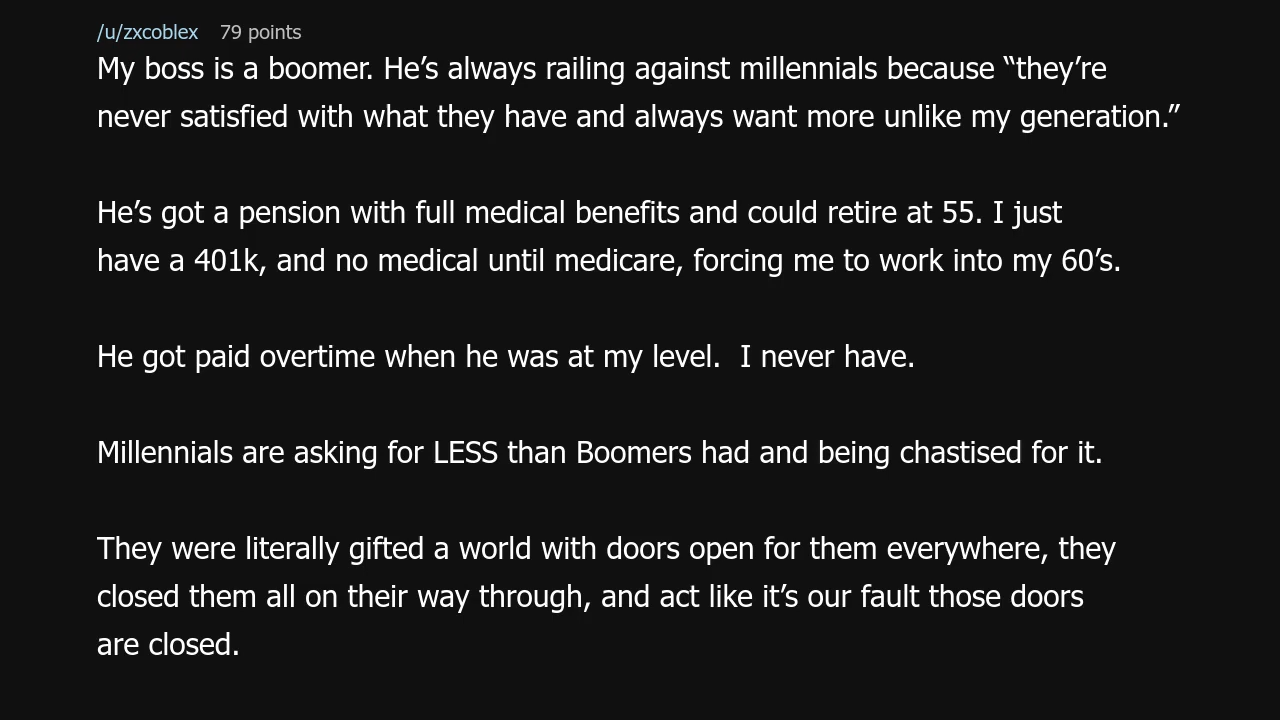 /u/zxcoblex 79 points
My boss is a boomer. He’s always railing against millennials because “they’re
never satisfied with what they have and always want more unlike my generation.”
He’s got a pension with full medical benefits and could retire at 55. I just
have a 401k, and no medical until medicare, forcing me to work into my 60’s.
He got paid overtime when he was at my level.  I never have.
Millennials are asking for LESS than Boomers had and being chastised for it.
They were literally gifted a world with doors open for them everywhere, they
closed them all on their way through, and act like it’s our fault those doors
are closed.